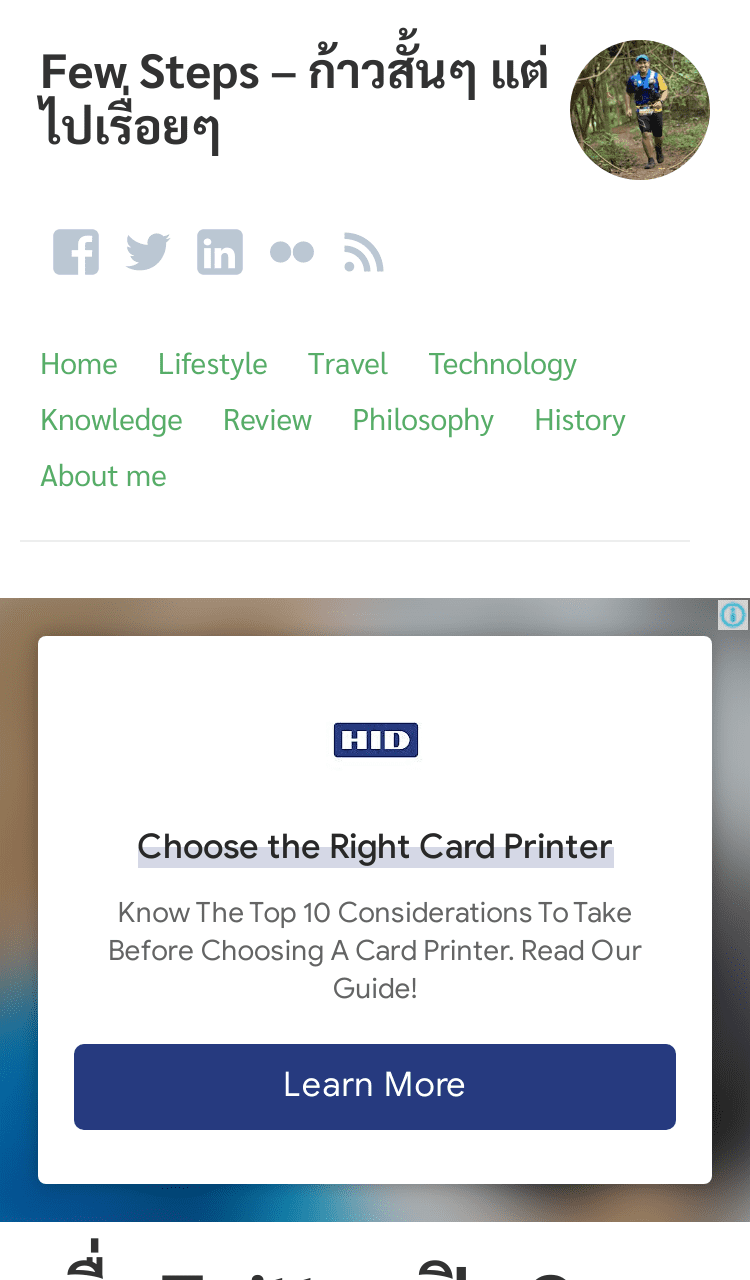 Few Steps – ก้าวสั้นๆ แต่
ไปเรื่อยๆ
Home Lifestyle Travel Technology
Knowledge Review Philosophy History
About me
HID
Choose the Right Card Printer
Know The Top 10 Considerations To Take
Before Choosing A Card Printer. Read Our
Guide!
Learn More